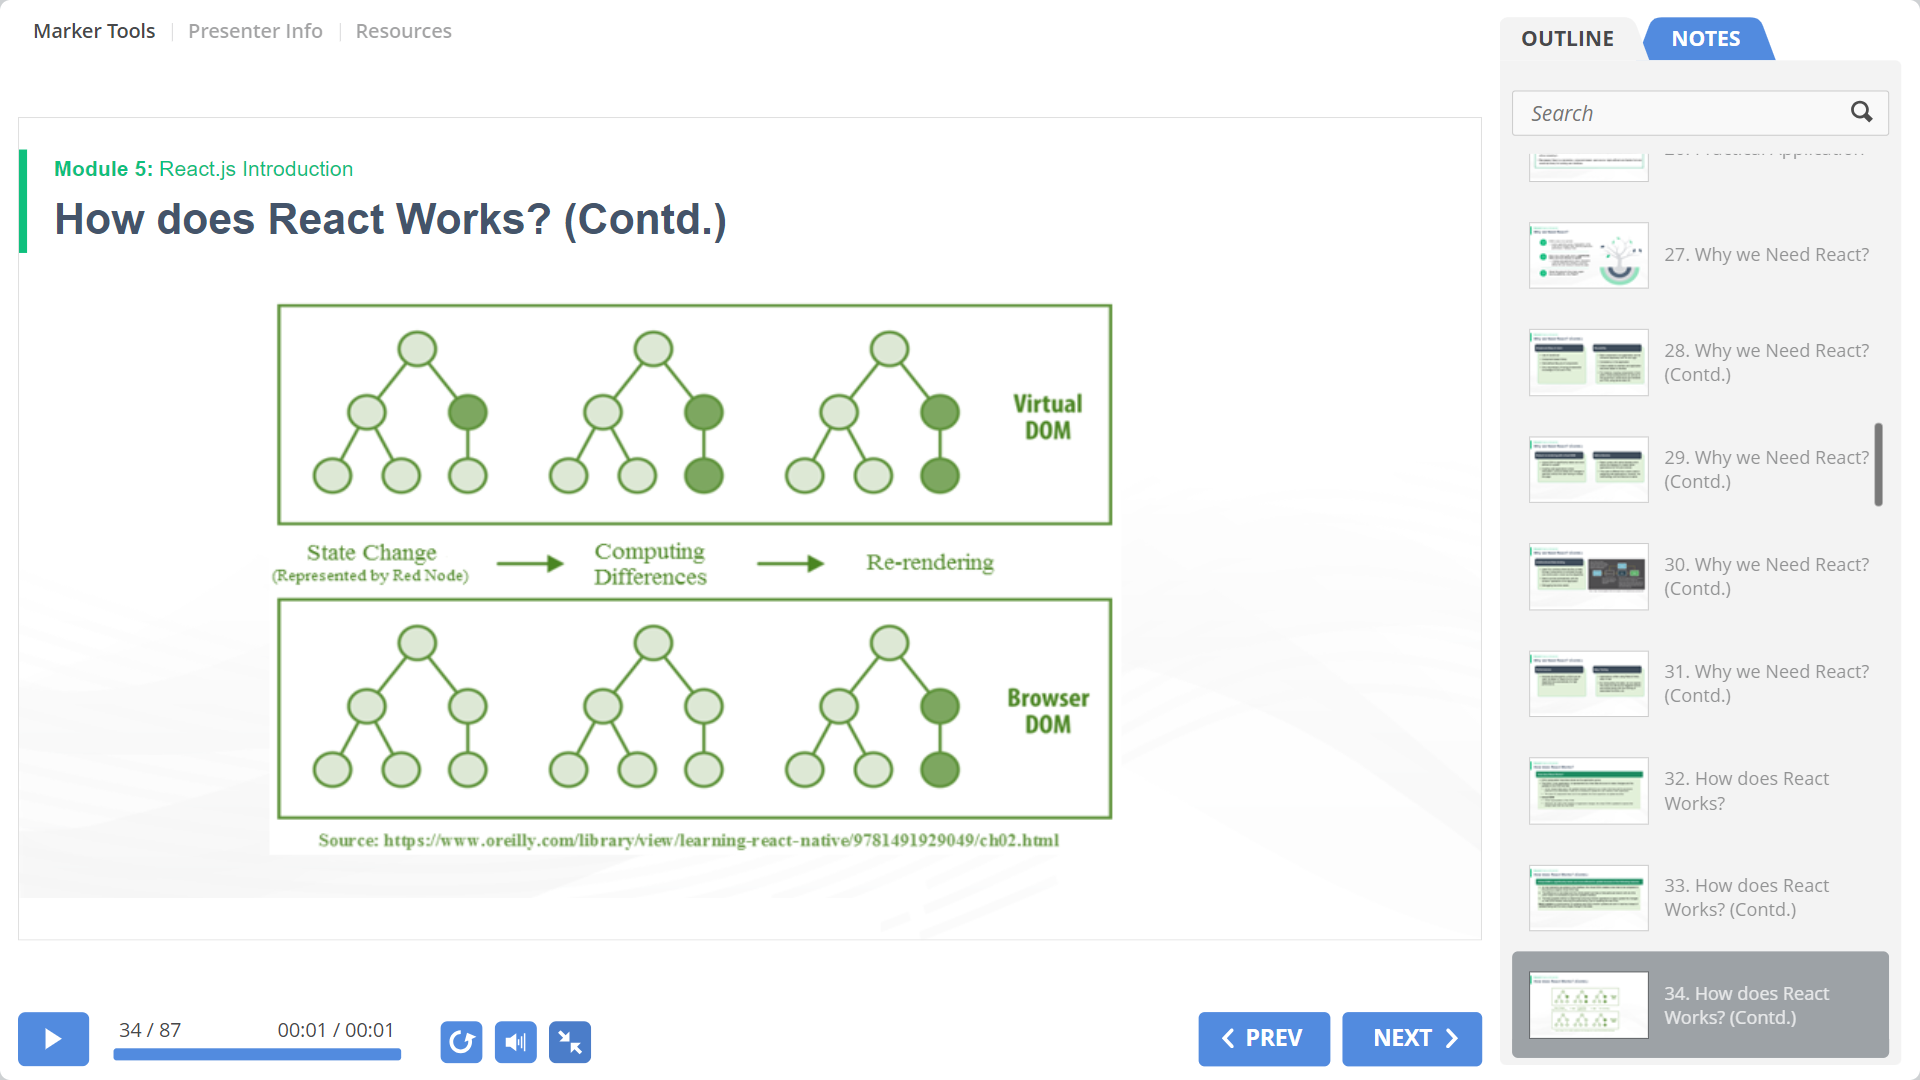 Marker Tools
Presenter Info
Resources
OUTLINE
NOTES
Search
Module 5: React.js Introduction
How does React Works? (Contd.)
Virtual
DOM
State Change
(Represented by Red Node)
Computing
Differences
Re-rendering
Browser
DOM
Source: https://www.oreilly.com/library/view/learning-react-native/9781491929049/ch02.html
27. Why we Need React?
28. Why we Need React?
(Contd.)
29. Why we Need React?
(Contd.)
30. Why we Need React?
(Contd.)
31. Why we Need React?
(Contd.)
32. How does React
Works?
33. How does React
Works? (Contd.)
34. How does React
Works? (Contd.)
34 / 87
00:01 / 00:01
PREV
NEXT